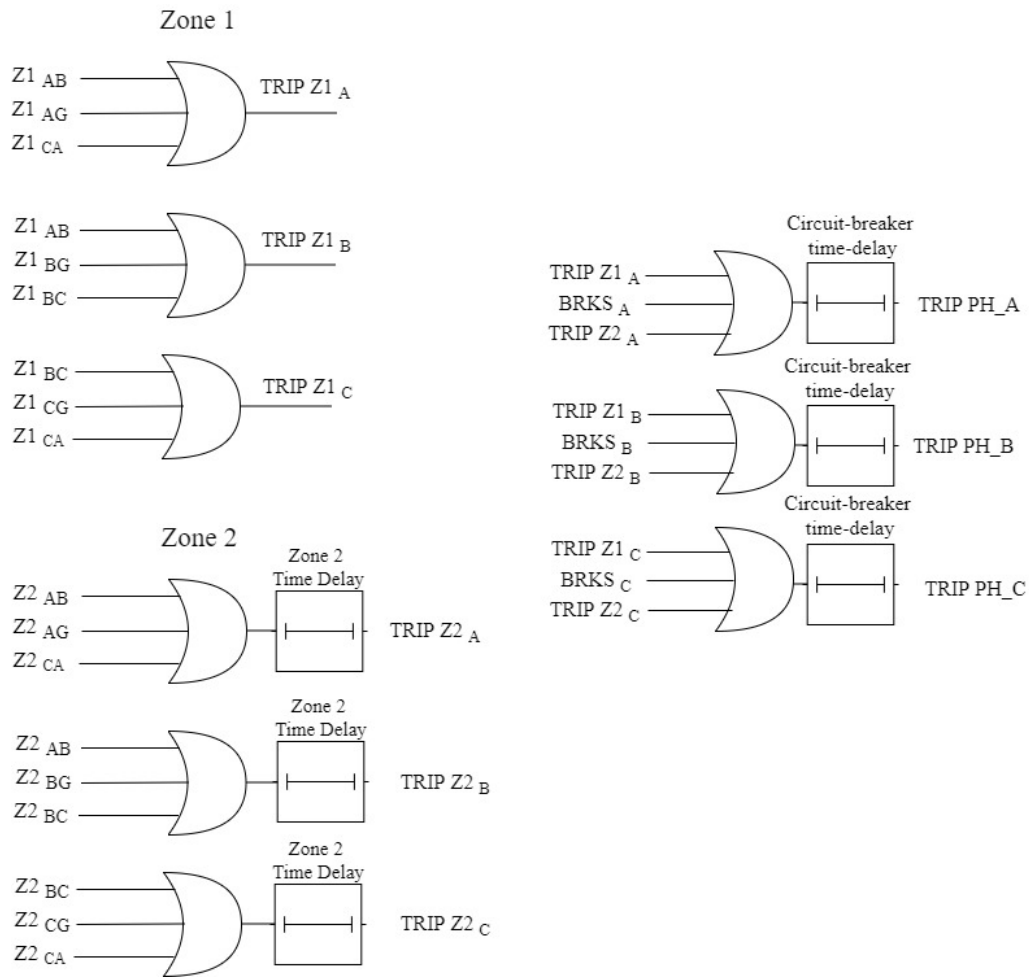 Zone 1
Z1 AB
Z1 AG
Z1 CA
TRIP Z1 A
Z1 AB
Z1 BG
Z1 BC
TRIP Z1 B
Z1 BC
Z1 CG
Z1 CA
TRIP Z1 C
Zone 2
Z2 AB
Z2 AG
Z2 CA
Zone 2
Time Delay
TRIP Z2 A
Z2 AB
Z2 BG
Z2 BC
Zone 2
Time Delay
TRIP Z2 B
Z2 BC
Z2 CG
Z2 CA
Zone 2
Time Delay
TRIP Z2 C
TRIP Z1 A
BRKS A
TRIP Z2 A
Circuit-breaker
time-delay
TRIP PH_A
TRIP Z1 B
BRKS B
TRIP Z2 B
Circuit-breaker
time-delay
TRIP PH_B
TRIP Z1 C
BRKS C
TRIP Z2 C
Circuit-breaker
time-delay
TRIP PH_C